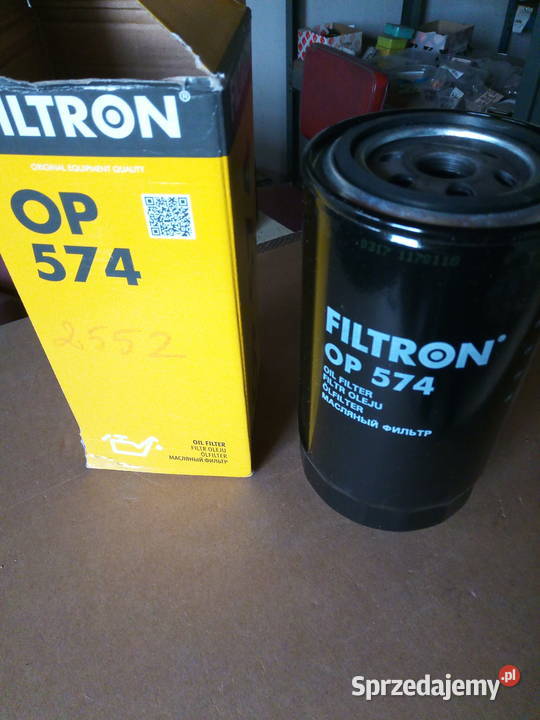 FILTRON®
ORIGINAL EQUIPMENT QUALITY
OP
574
2552
OIL FILTER
FILTR OLEJU
ÖLFILTER
МАСЛЯНЫЙ ФИЛЬТР
FILTRON
OP 574
OIL FILTER
FILTR OLEJU
ÖLFILTER
МАСЛЯНЫЙ ФИЛЬТР
Sprzedajemy.pl